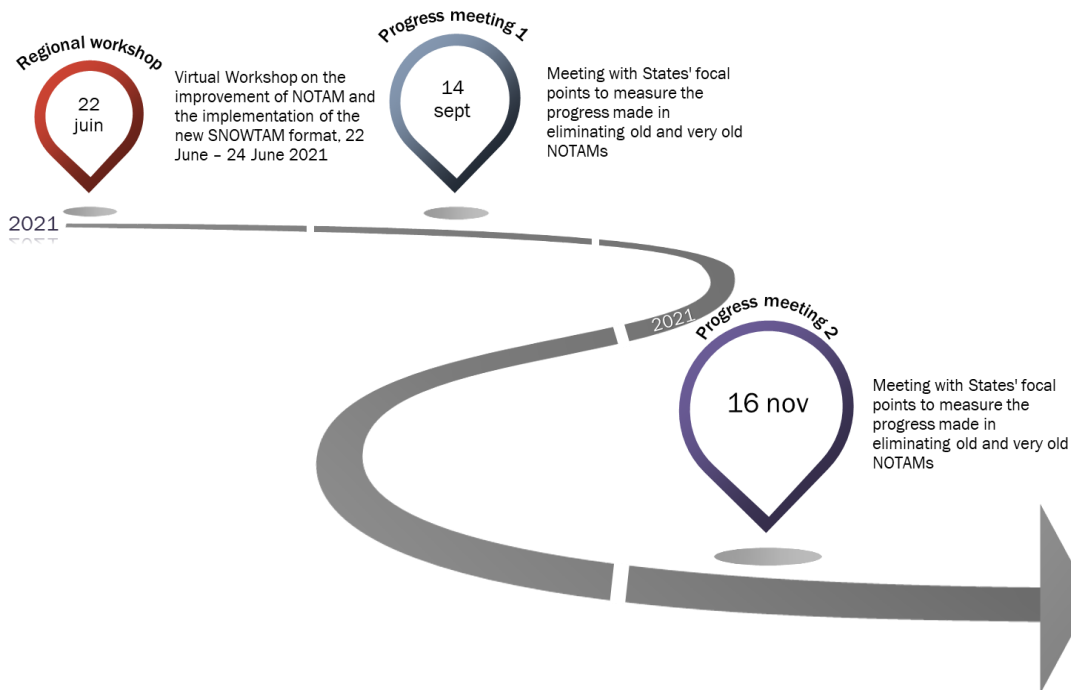 Regional workshop
22
juin
Virtual Workshop on the
improvement of NOTAM and
the implementation of the
new SNOWTAM format, 22
June – 24 June 2021
Progress meeting 1
14
sept
Meeting with States' focal
points to measure the
progress made in
eliminating old and very old
NOTAMs
2021
2021
Progress meeting 2
16 nov
Meeting with States' focal
points to measure the
progress made in
eliminating old and very old
NOTAMs